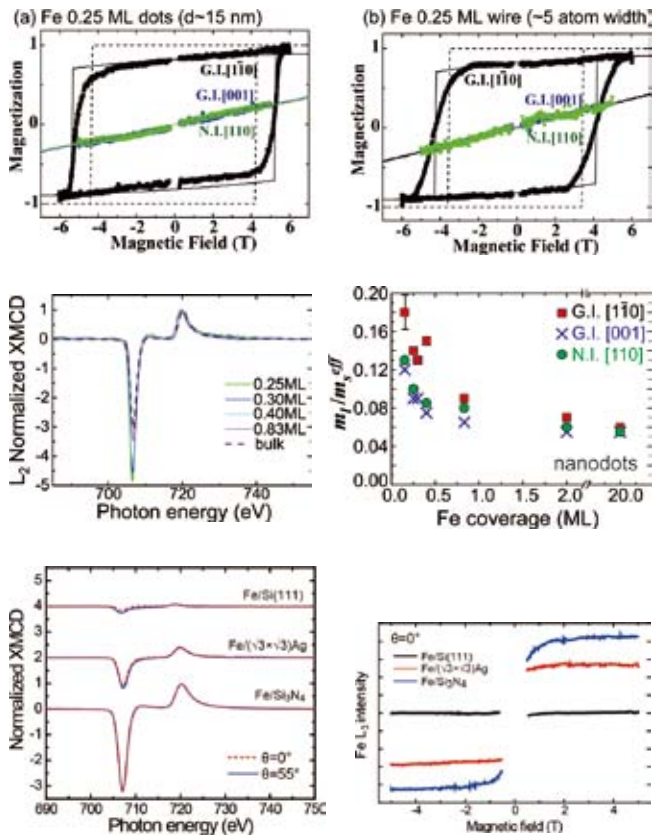 (a) Fe 0.25 ML dots (d~15 nm)
1
0
-1
Magnetization
G.I.[11̄0]
G.I.[001]
N.I.[110]
-6 -4 -2 0 2 4 6
Magnetic Field (T)
(b) Fe 0.25 ML wire (~5 atom width)
1
0
-1
Magnetization
G.I.[11̄0]
G.I.[001]
N.I.[110]
-6 -4 -2 0 2 4 6
Magnetic Field (T)
1
0
-1
-2
-3
-4
-5
L₂ Normalized XMCD
0.25ML
0.30ML
0.40ML
0.83ML
bulk
700 720 740
Photon energy (eV)
0.20
0.16
0.12
0.08
0.04
0.00
mₗ/mₛᵉᶠᶠ
G.I. [11̄0]
G.I. [001]
N.I. [110]
nanodots
0.0 0.5 1.0 1.5 2.0 20.0
Fe coverage (ML)
4
3
2
1
0
-1
-2
-3
Normalized XMCD
Fe/Si(111)
Fe/(√3×√3)Ag
Fe/Si₃N₄
θ=0°
θ=55°
690 700 710 720 730 740 750
Photon energy (eV)
Fe L₃ intensity
θ=0°
Fe/Si(111)
Fe/(√3×√3)Ag
Fe/Si₃N₄
-4 -2 0 2 4
Magnetic field (T)